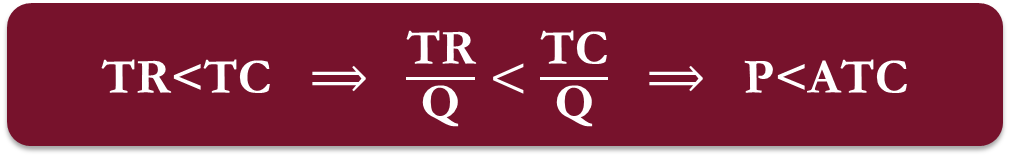 TR<TC ⟹ TR/Q < TC/Q ⟹ P<ATC